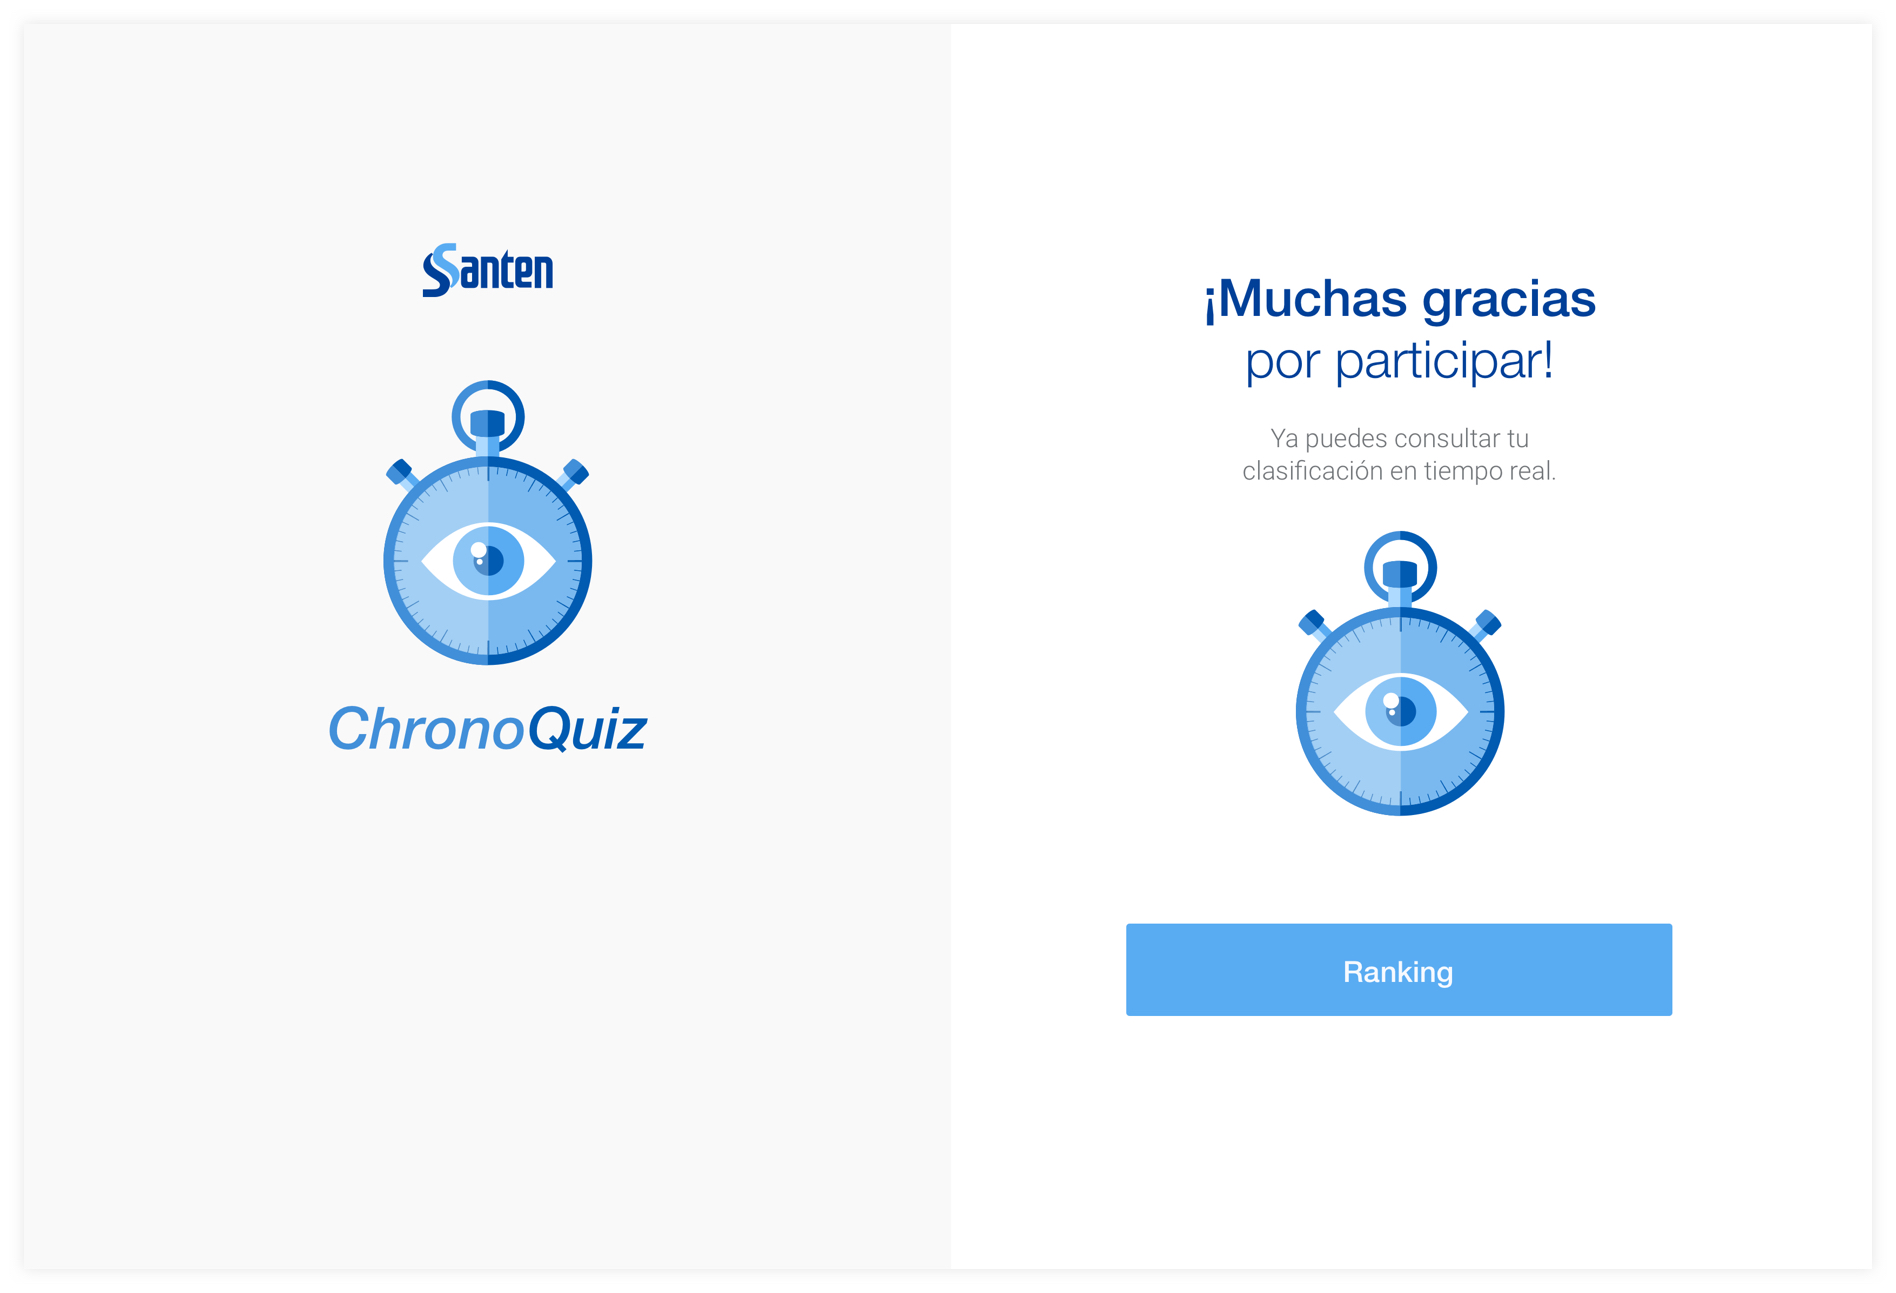 Santen
ChronoQuiz
¡Muchas gracias
por participar!
Ya puedes consultar tu
clasificación en tiempo real.
Ranking